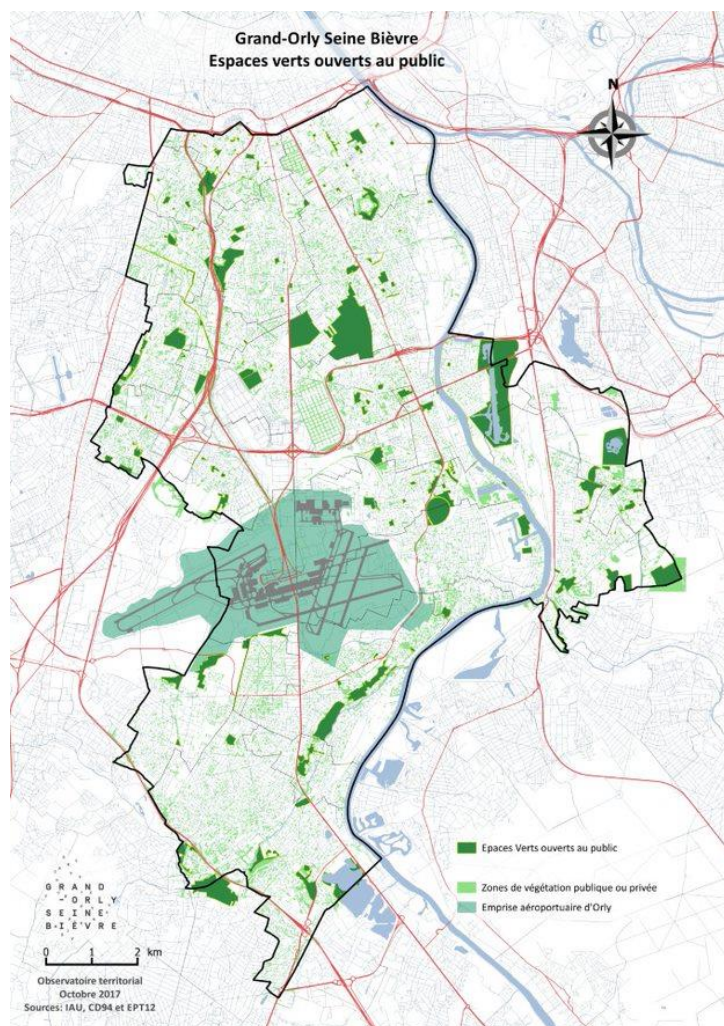 Grand-Orly Seine Bièvre
Espaces verts ouverts au public
N
Epaces Verts ouverts au public
Zones de végétation publique ou privée
Emprise aéroportuaire d'Orly
GRAND
-ORLY
SEINE
BIÈVRE
0 1 2 km
Observatoire territorial
Octobre 2017
Sources: IAU, CD94 et EPT12